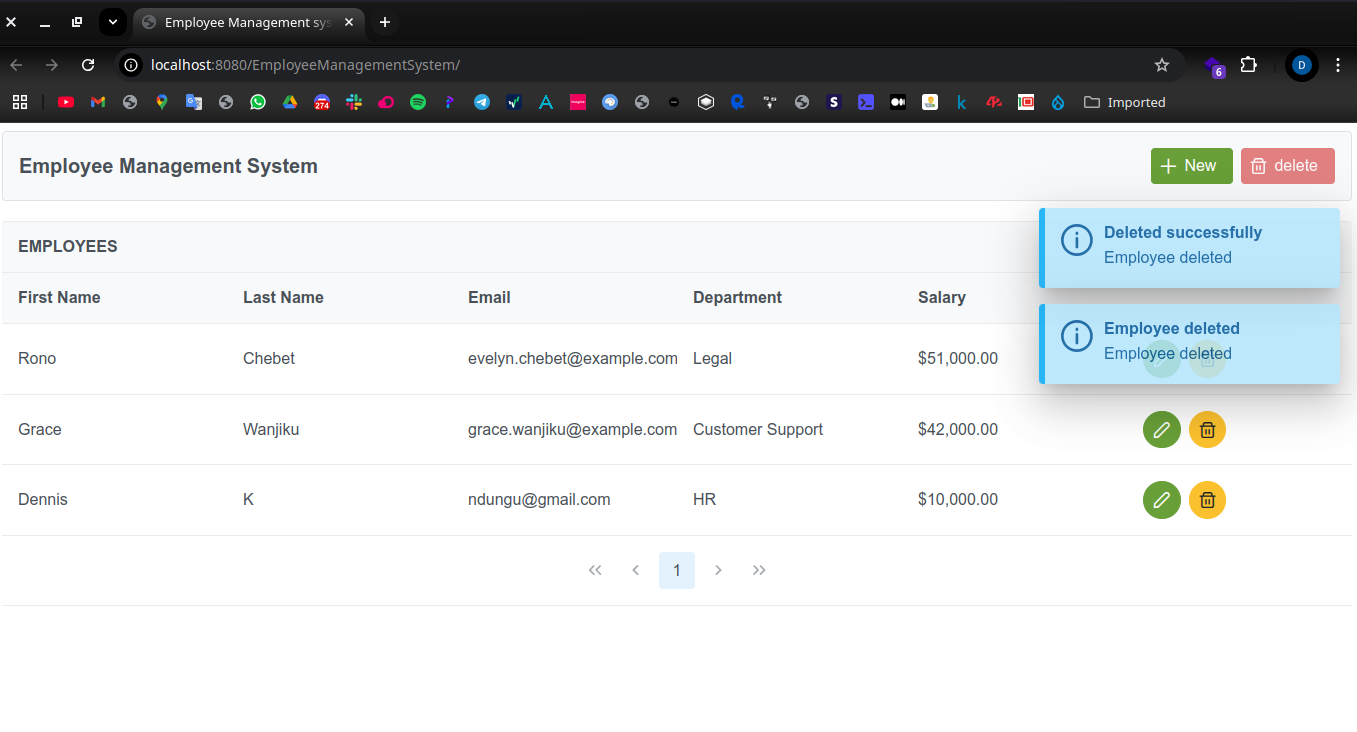 Employee Management sys
localhost:8080/EmployeeManagementSystem/
6
D
274
S
Imported
Employee Management System
New
delete
EMPLOYEES
Deleted successfully
Employee deleted
First Name Last Name Email Department Salary
Employee deleted
Employee deleted
Rono Chebet evelyn.chebet@example.com Legal $51,000.00
Grace Wanjiku grace.wanjiku@example.com Customer Support $42,000.00
Dennis K ndungu@gmail.com HR $10,000.00
1